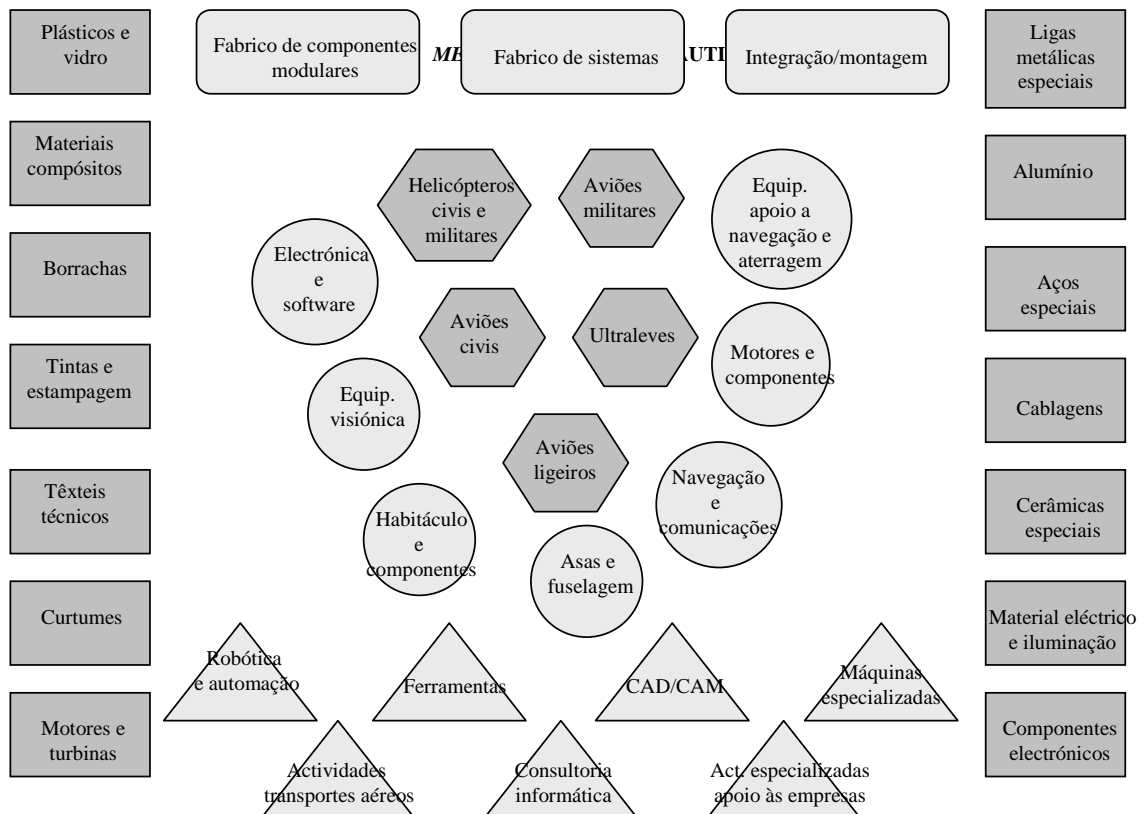 Plásticos e
vidro
Fabrico de componentes
modulares
ME
Fabrico de sistemas
AUTI
Integração/montagem
Ligas
metálicas
especiais
Materiais
compósitos
Helicópteros
civis e
militares
Aviões
militares
Equip.
apoio a
navegação e
aterragem
Alumínio
Borrachas
Electrónica
e
software
Aviões
civis
Ultraleves
Motores e
componentes
Aços
especiais
Tintas e
estampagem
Equip.
visiónica
Aviões
ligeiros
Navegação
e
comunicações
Cablagens
Têxteis
técnicos
Habitáculo
e
componentes
Asas e
fuselagem
Cerâmicas
especiais
Curtumes
Material eléctrico
e iluminação
Robótica
e automação
Ferramentas
CAD/CAM
Máquinas
especializadas
Motores e
turbinas
Actividades
transportes aéreos
Consultoria
informática
Act. especializadas
apoio às empresas
Componentes
electrónicos